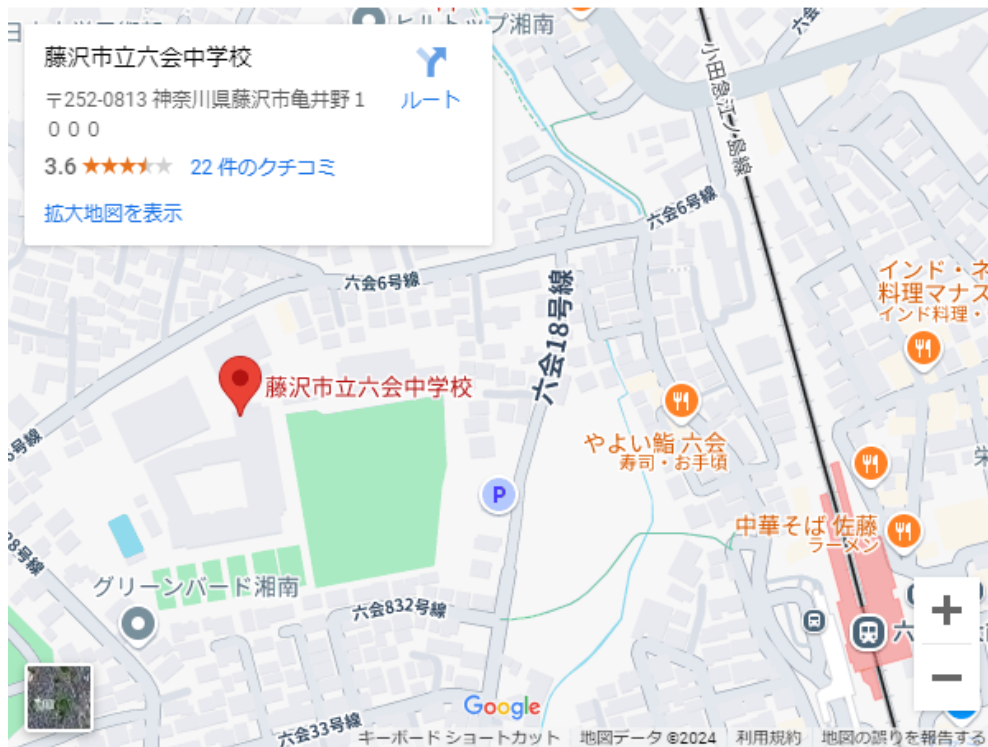 ヒルトップ湘南
藤沢市立六会中学校
〒252-0813 神奈川県藤沢市亀井野1
０００
ルート
3.6 22 件のクチコミ
拡大地図を表示
小田急江ノ島線
六会6号線
六会6号線
六会18号線
インド・ネ
料理マナス
インド料理・
藤沢市立六会中学校
やよい鮨 六会
寿司・お手頃
P
栄
中華そば 佐藤
ラーメン
号線
グリーンバード湘南
六会832号線
六
六会33号線
+
−
Google
キーボード ショートカット 地図データ ©2024 利用規約 地図の誤りを報告する